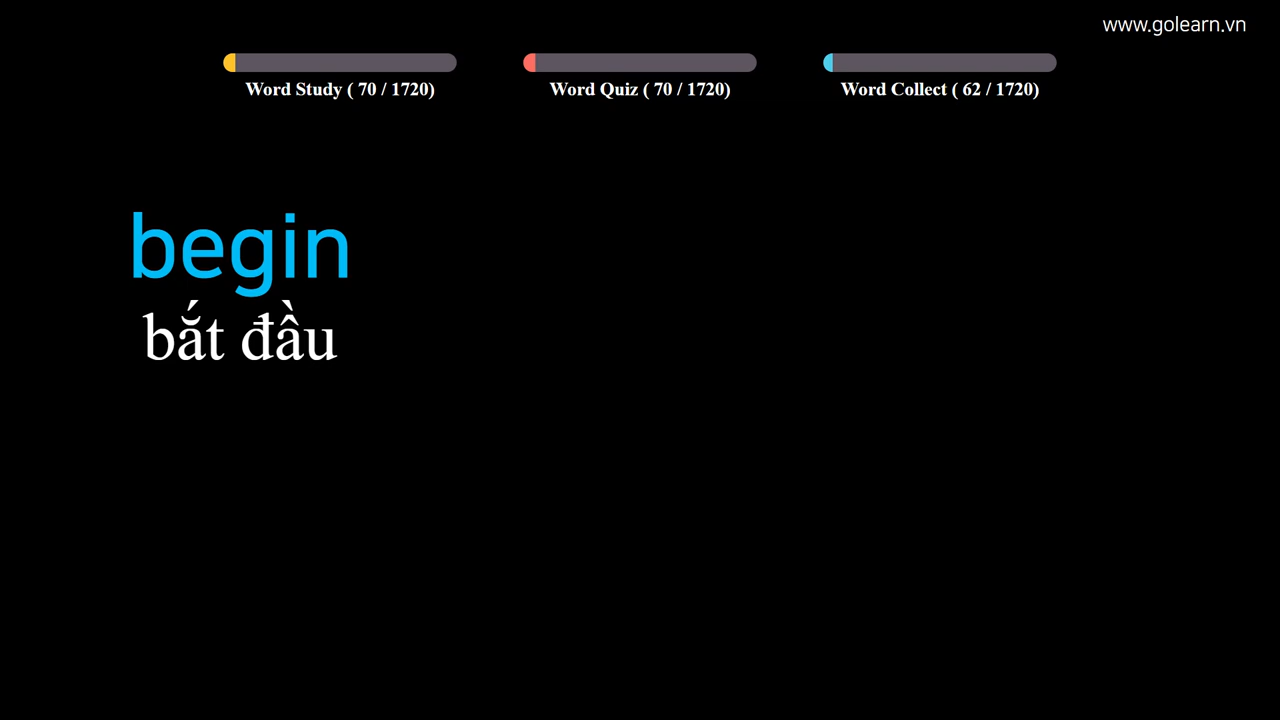 www.golearn.vn
Word Study ( 70 / 1720)
Word Quiz ( 70 / 1720)
Word Collect ( 62 / 1720)
begin
bắt đầu